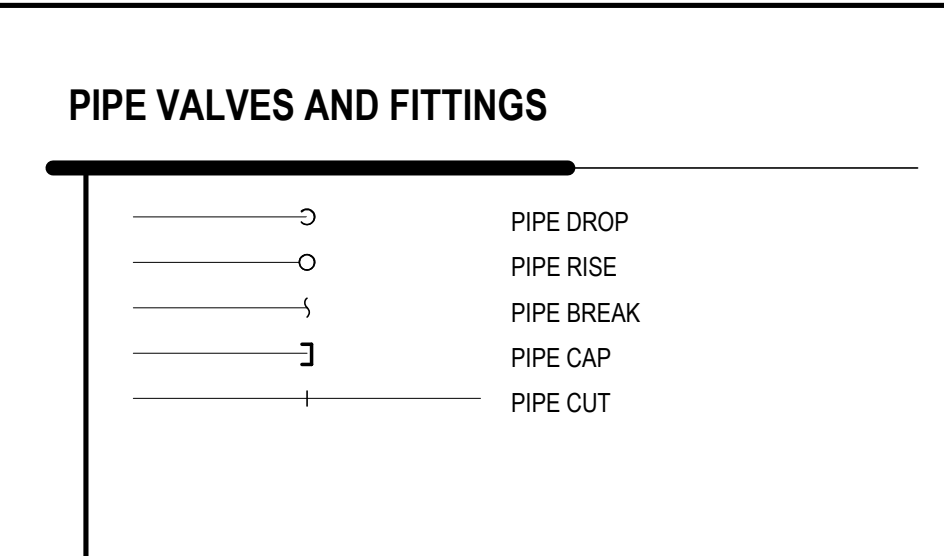 PIPE VALVES AND FITTINGS
PIPE DROP
PIPE RISE
PIPE BREAK
PIPE CAP
PIPE CUT